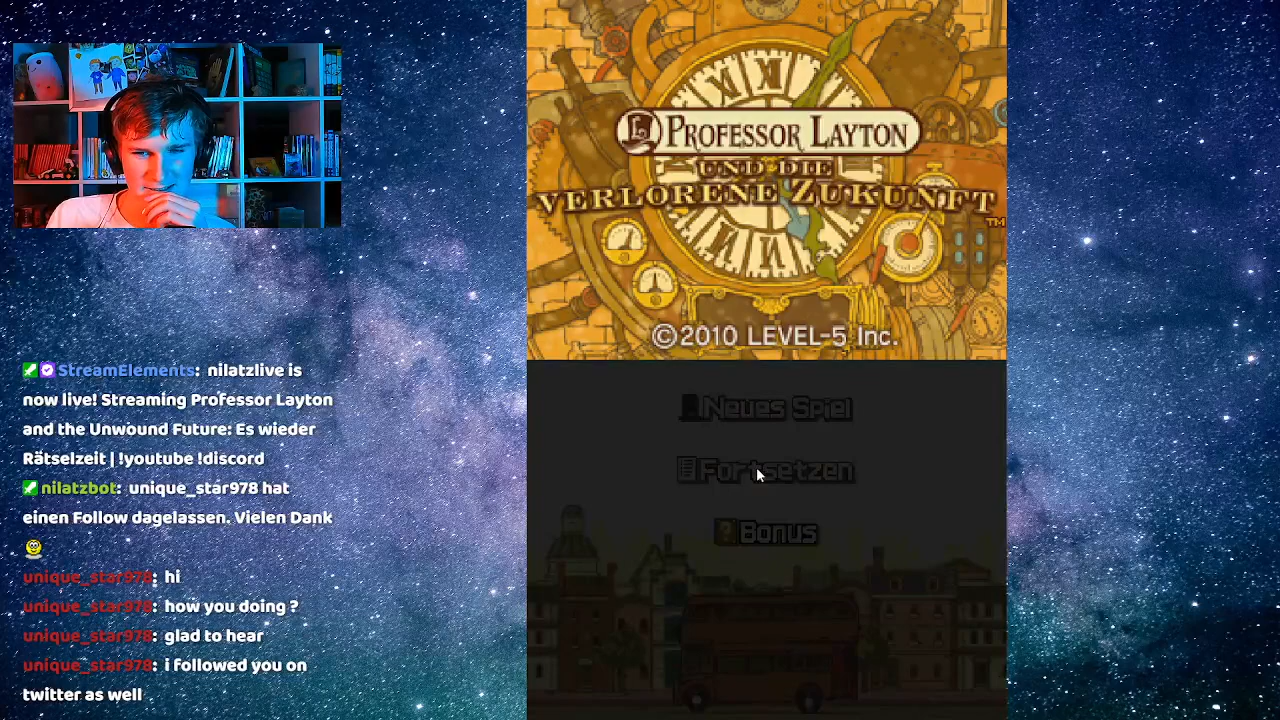 PROFESSOR LAYTON
UND DIE
VERLORENE ZUKUNFT™
©2010 LEVEL-5 Inc.
Neues Spiel
Fortsetzen
Bonus
StreamElements: nilatzlive is
now live! Streaming Professor Layton
and the Unwound Future: Es wieder
Rätselzeit | !youtube !discord
nilatzbot: unique_star978 hat
einen Follow dagelassen. Vielen Dank
unique_star978: hi
unique_star978: how you doing ?
unique_star978: glad to hear
unique_star978: i followed you on
twitter as well